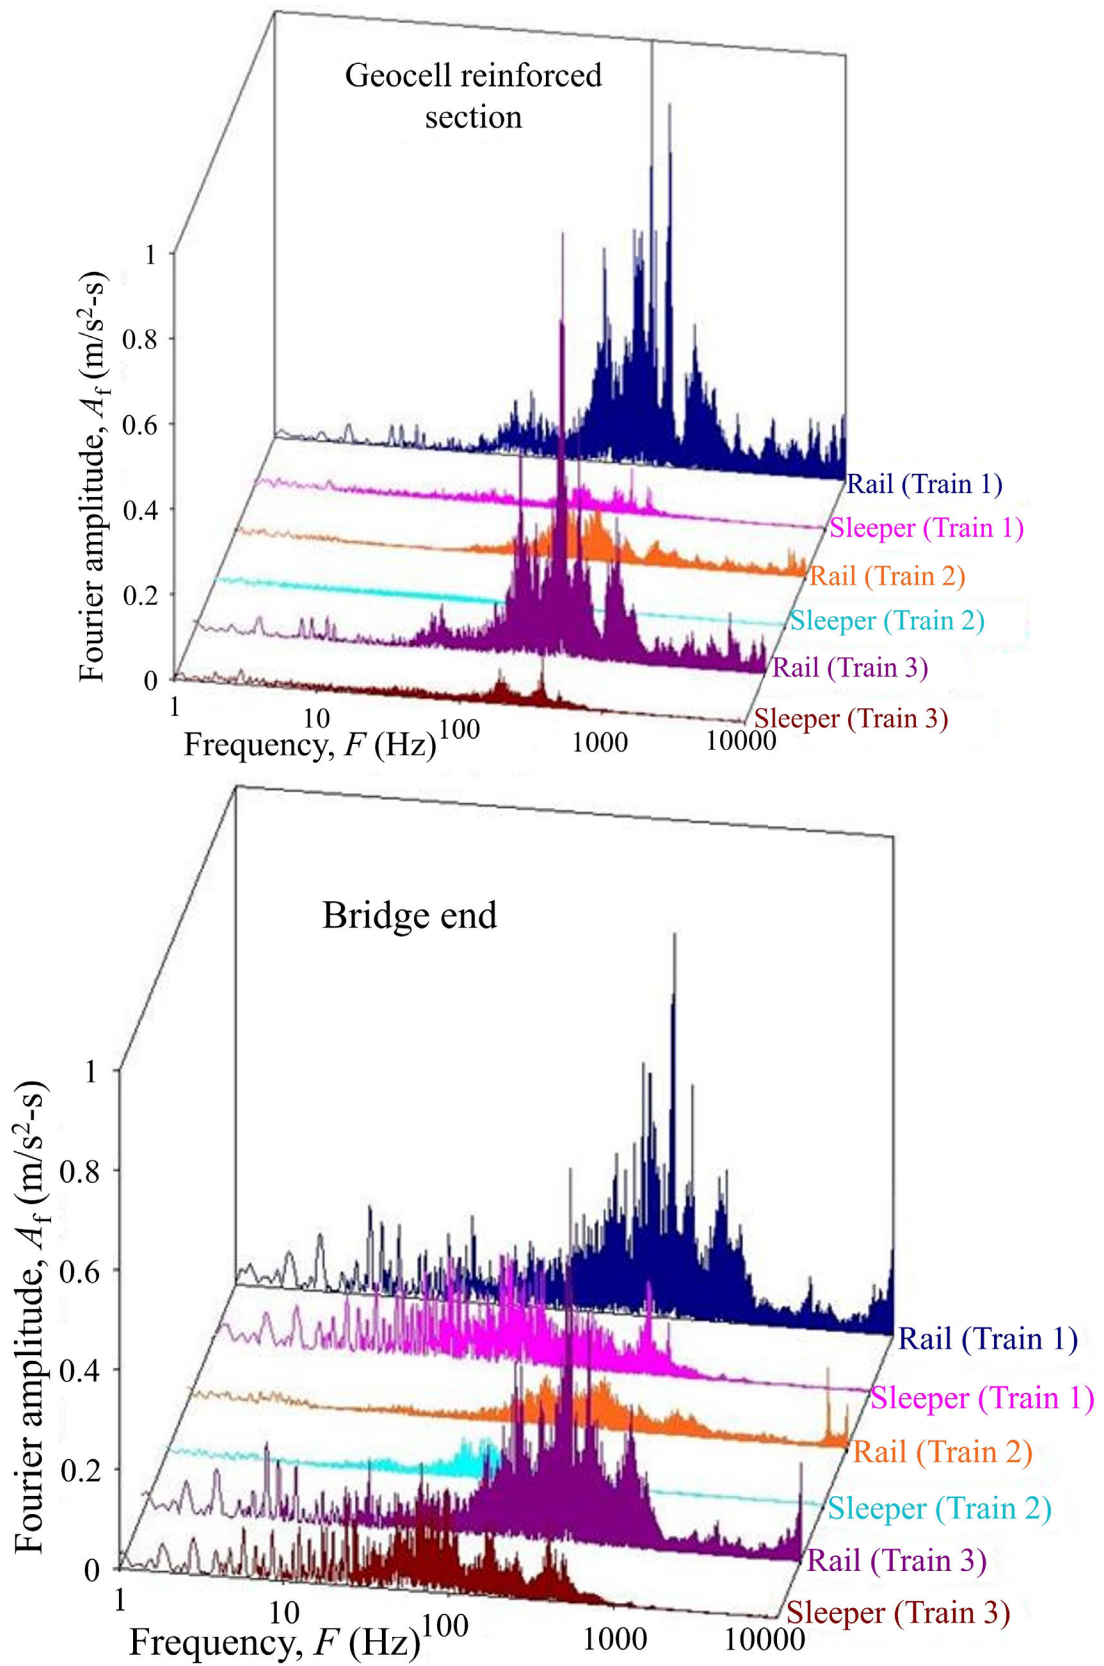 Geocell reinforced
section
Fourier amplitude, A_f (m/s²-s)
1
0.8
0.6
0.4
0.2
0
1
10
100
1000
10000
Frequency, F (Hz)
Rail (Train 1)
Sleeper (Train 1)
Rail (Train 2)
Sleeper (Train 2)
Rail (Train 3)
Sleeper (Train 3)
Bridge end
Fourier amplitude, A_f (m/s²-s)
1
0.8
0.6
0.4
0.2
0
1
10
100
1000
10000
Frequency, F (Hz)
Rail (Train 1)
Sleeper (Train 1)
Rail (Train 2)
Sleeper (Train 2)
Rail (Train 3)
Sleeper (Train 3)